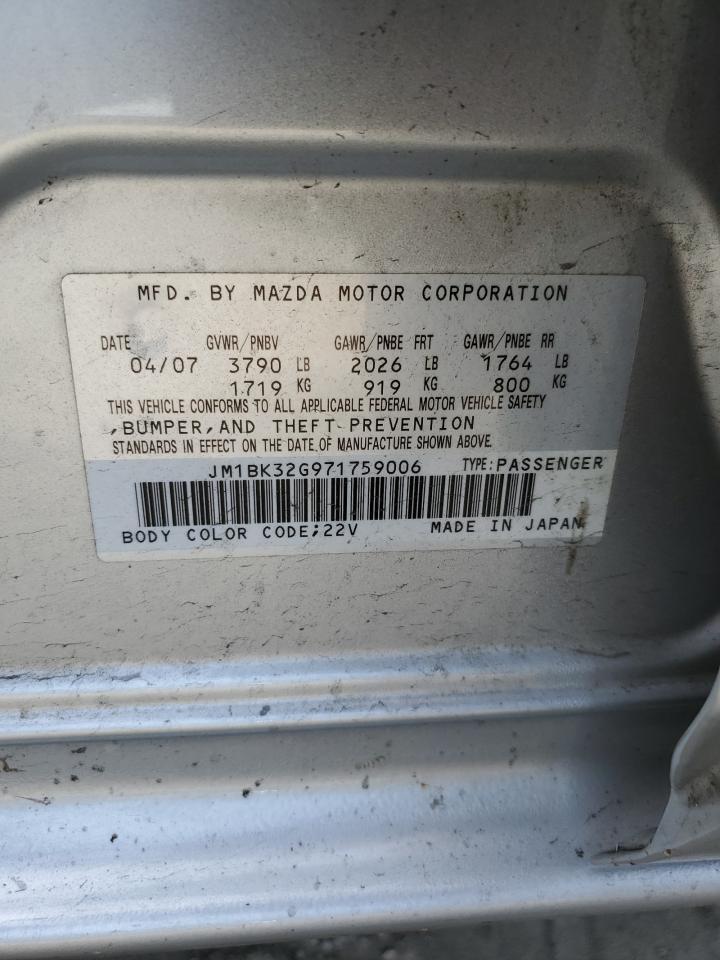 MFD. BY MAZDA MOTOR CORPORATION
DATE GVWR/PNBV GAWR/PNBE FRT GAWR/PNBE RR
04/07 3790 LB 2026 LB 1764 LB
1719 KG 919 KG 800 KG
THIS VEHICLE CONFORMS TO ALL APPLICABLE FEDERAL MOTOR VEHICLE SAFETY
,BUMPER,AND THEFT PREVENTION
STANDARDS IN EFFECT ON THE DATE OF MANUFACTURE SHOWN ABOVE.
JM1BK32G971759006 TYPE:PASSENGER
BODY COLOR CODE;22V MADE IN JAPAN